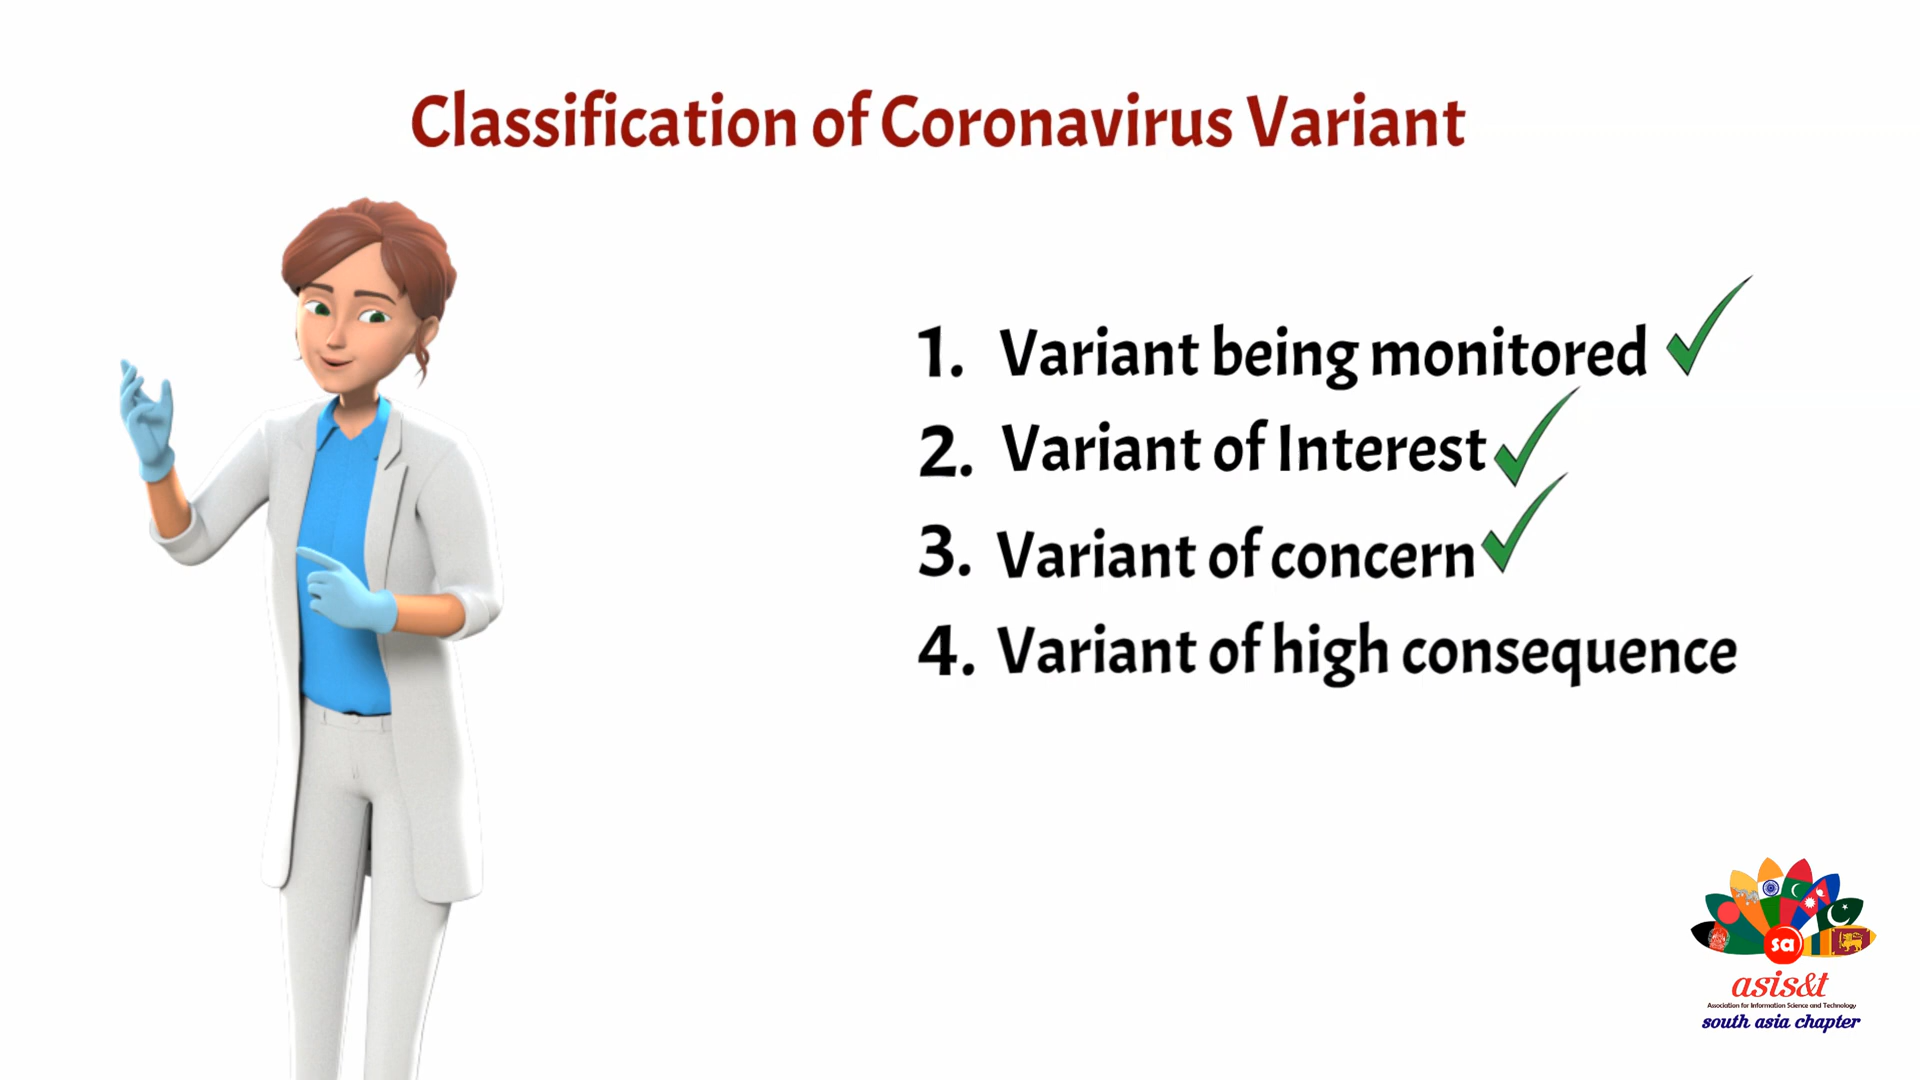 Classification of Coronavirus Variant
1. Variant being monitored
2. Variant of Interest
3. Variant of concern
4. Variant of high consequence
sa
asis&t
Association for Information Science and Technology
south asia chapter